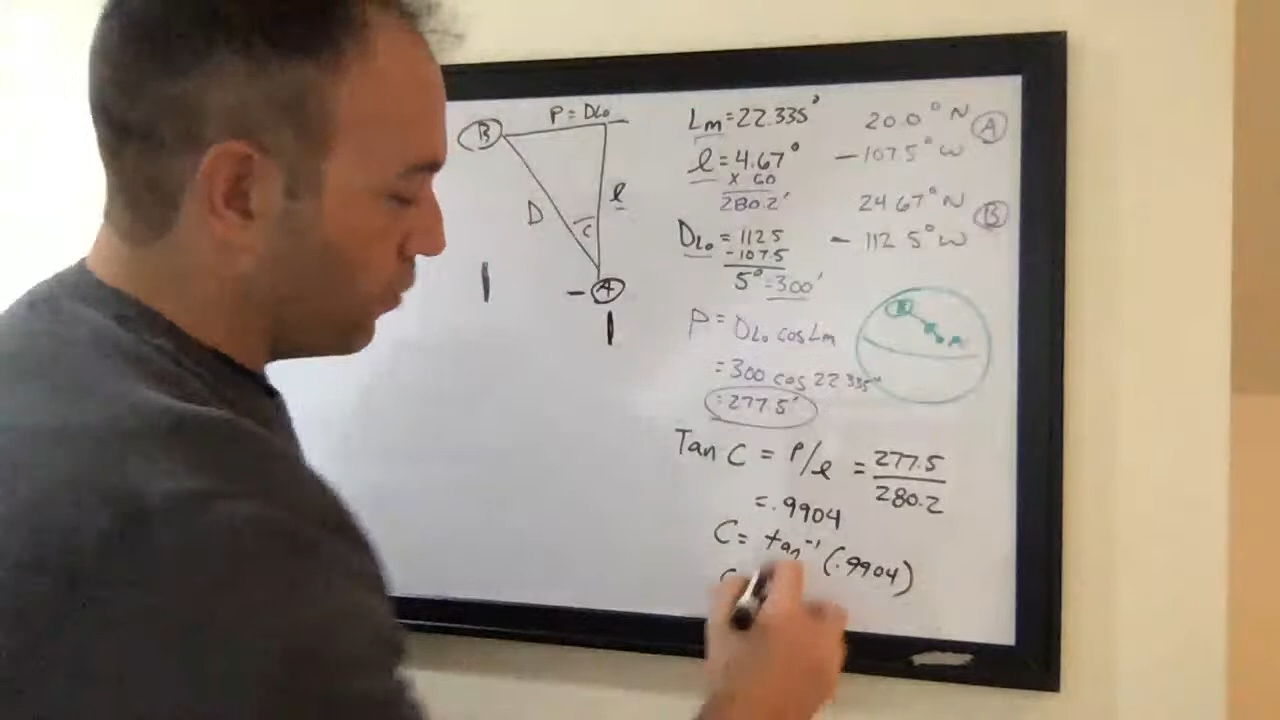 P = DLo
B
D
l
C
A
Lm = 22.335°
l = 4.67°
x 60
280.2'
DLo = 112.5
-107.5
5° = 300'
P = DLo cos Lm
= 300 cos 22.335°
= 277.5'
Tan C = P/l = 277.5
280.2
= .9904
C = tan⁻¹ (.9904)
20.0° N A
-107.5° W
24.67° N
B
- 112.5° W
B
A